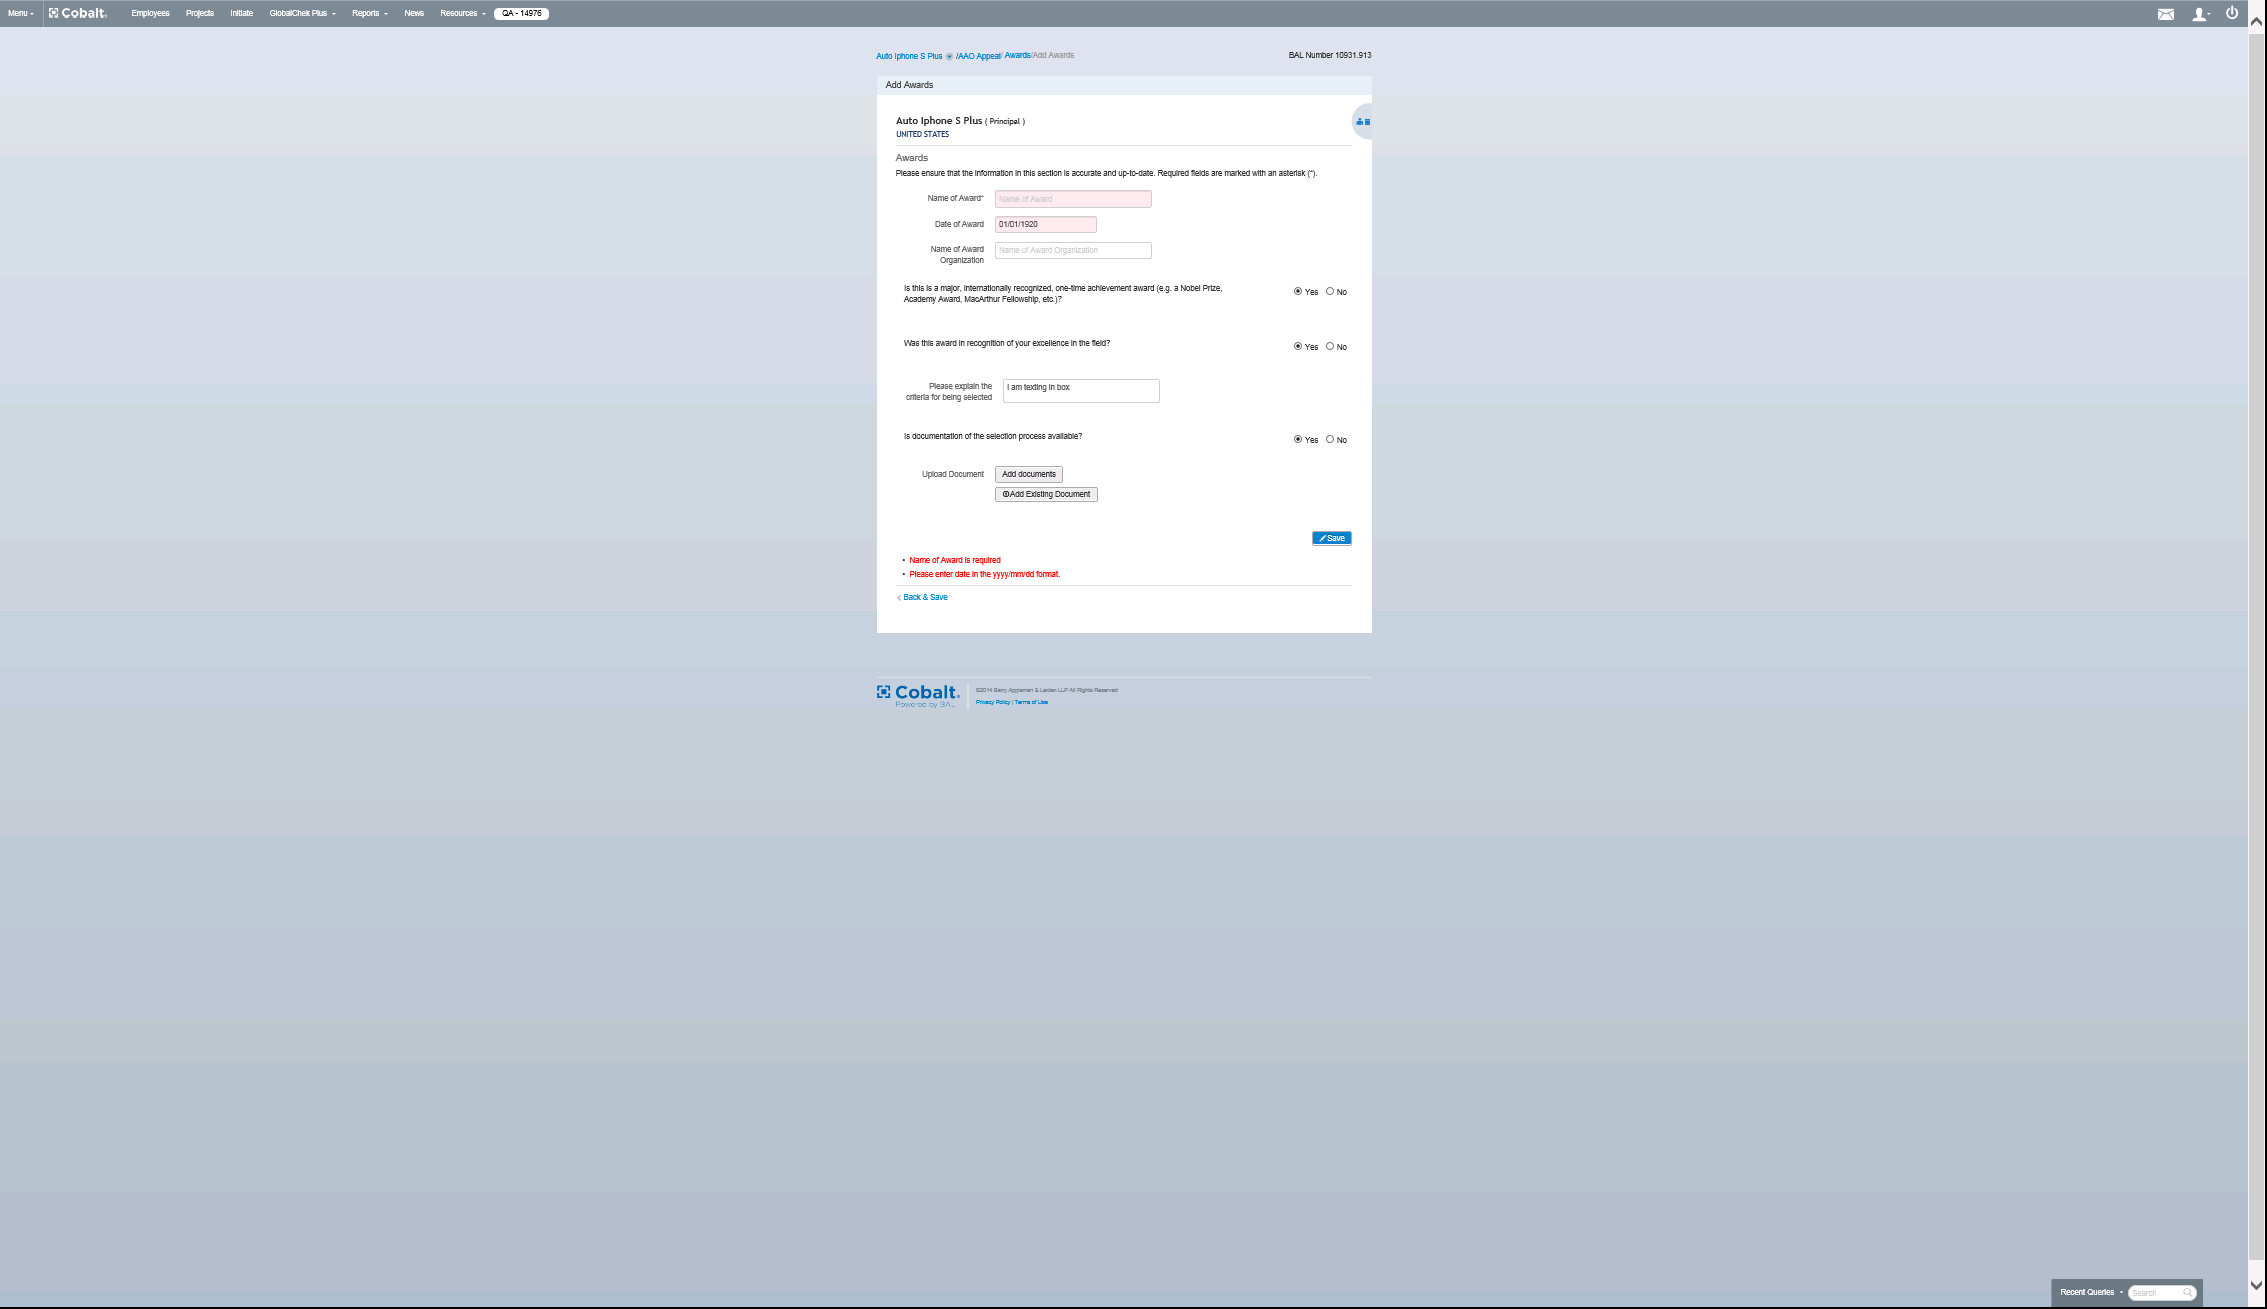 Menu
Cobalt
Employees
Projects
Initiate
GlobalChek Plus
Reports
News
Resources
QA - 14976
Auto Iphone S Plus /AAO Appeal/ Awards/Add Awards
BAL Number 10931.913
Add Awards
Auto Iphone S Plus ( Principal )
UNITED STATES
Awards
Please ensure that the information in this section is accurate and up-to-date. Required fields are marked with an asterisk (*).
Name of Award*
Name of Award
Date of Award
01/01/1920
Name of Award
Organization
Name of Award Organization
Is this is a major, internationally recognized, one-time achievement award (e.g. a Nobel Prize,
Academy Award, MacArthur Fellowship, etc.)?
Yes No
Was this award in recognition of your excellence in the field?
Yes No
Please explain the
criteria for being selected
I am texting in box
Is documentation of the selection process available?
Yes No
Upload Document
Add documents
Add Existing Document
Save
• Name of Award is required
• Please enter date in the yyyy/mm/dd format.
Back & Save
Cobalt
Powered by BAL
©2014 Berry Appleman & Leiden LLP All Rights Reserved
Privacy Policy | Terms of Use
Recent Queries
Search